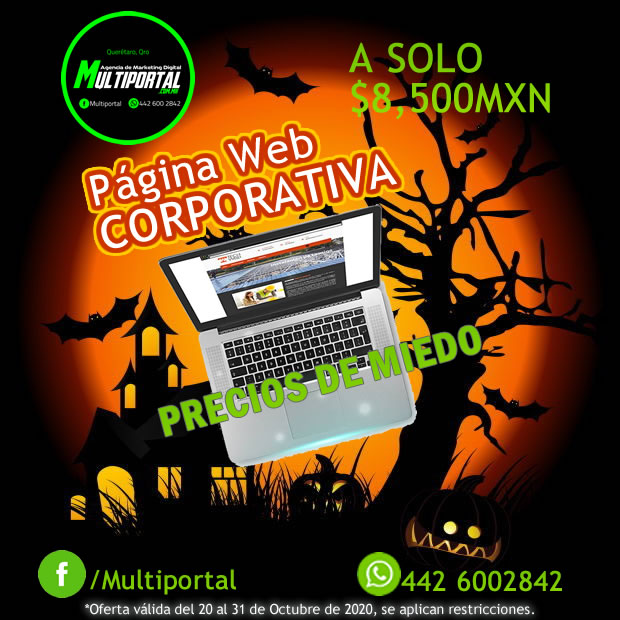 Querétaro, Qro
Agencia de Marketing Digital
MULTIPORTAL
.COM.MX
/Multiportal 442 600 2842
A SOLO
$8,500MXN
Página Web
CORPORATIVA
PRECIOS DE MIEDO
/Multiportal
442 6002842
*Oferta válida del 20 al 31 de Octubre de 2020, se aplican restricciones.